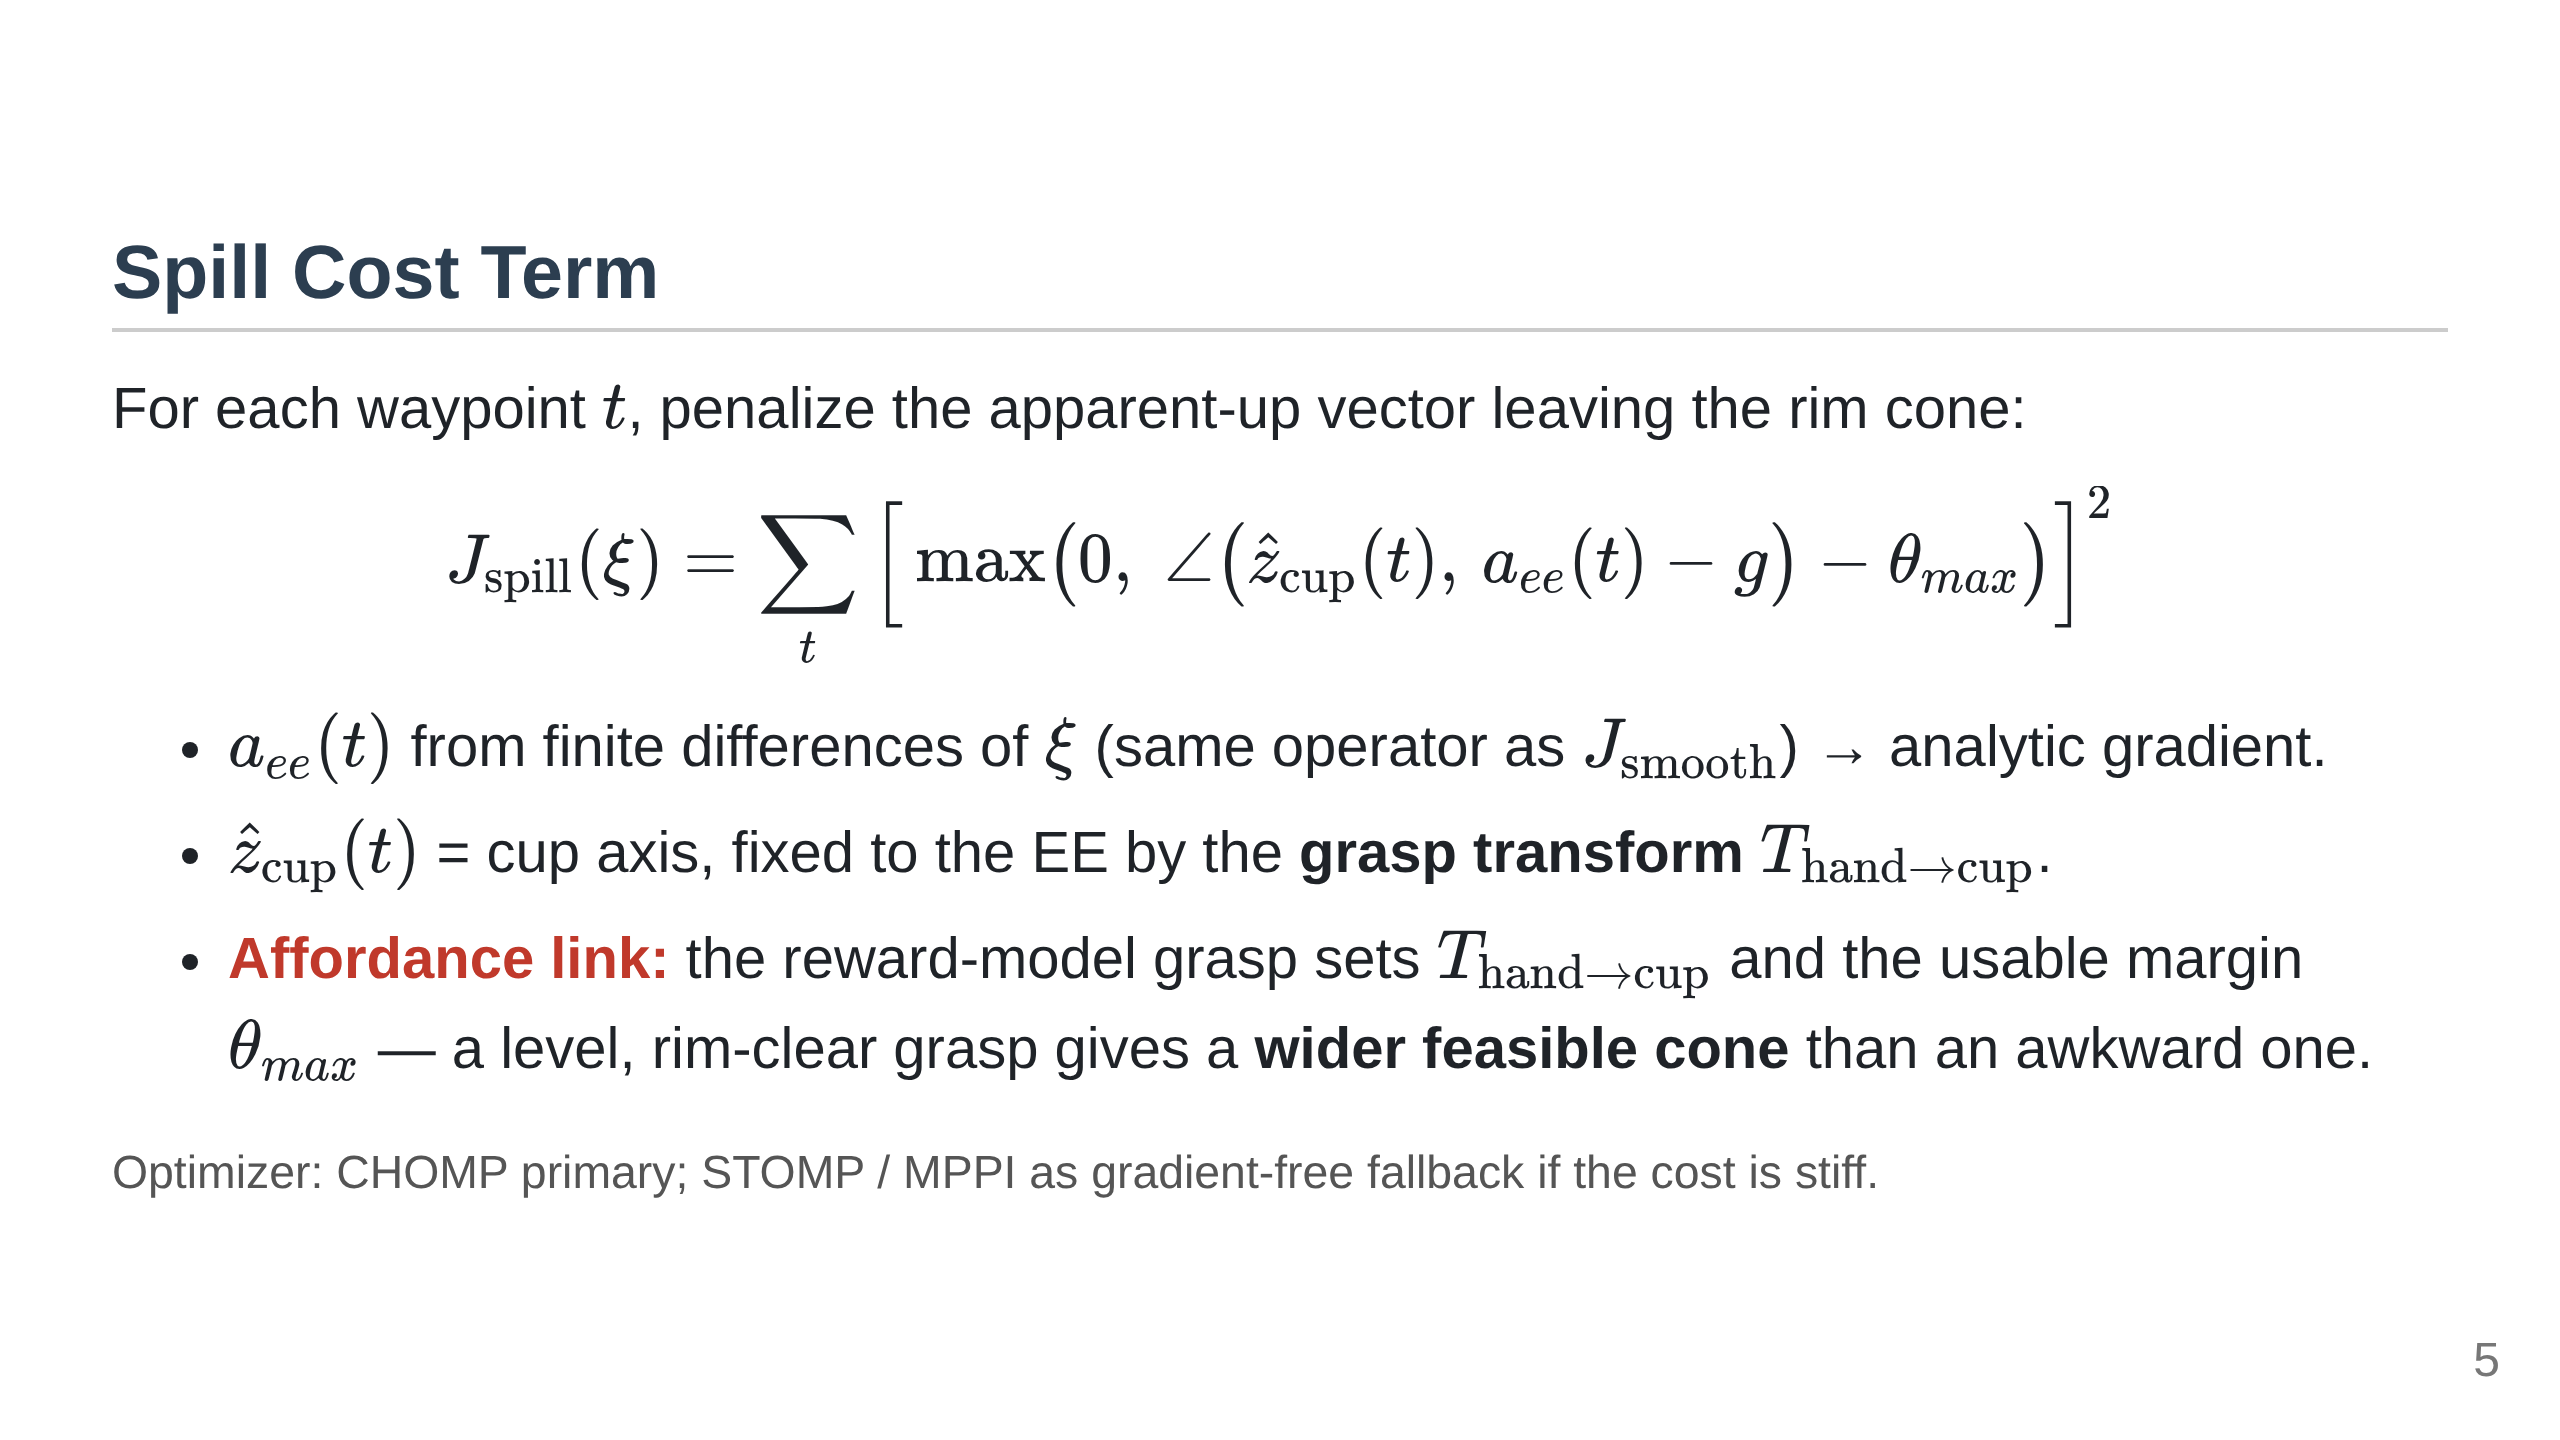 Spill Cost Term
For each waypoint t, penalize the apparent-up vector leaving the rim cone:
J_spill(ξ) = ∑_t [max(0, ∠(ẑ_cup(t), a_ee(t) − g) − θ_max)]^2
• a_ee(t) from finite differences of ξ (same operator as J_smooth) → analytic gradient.
• ẑ_cup(t) = cup axis, fixed to the EE by the grasp transform T_hand→cup.
• Affordance link: the reward-model grasp sets T_hand→cup and the usable margin
θ_max — a level, rim-clear grasp gives a wider feasible cone than an awkward one.
Optimizer: CHOMP primary; STOMP / MPPI as gradient-free fallback if the cost is stiff.
5